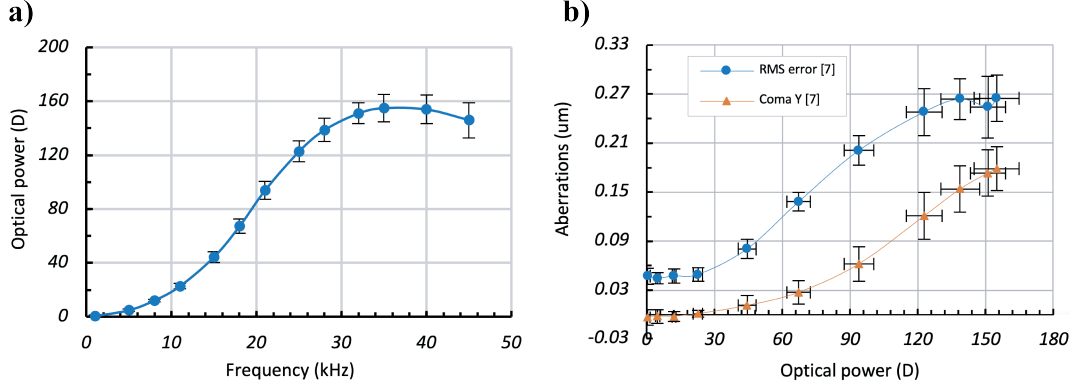 a)
200
160
120
80
40
0
Optical power (D)
0 10 20 30 40 50
Frequency (kHz)
b)
0.33
0.27
0.21
0.15
0.09
0.03
-0.03
Aberrations (um)
RMS error [7]
Coma Y [7]
0 30 60 90 120 150 180
Optical power (D)